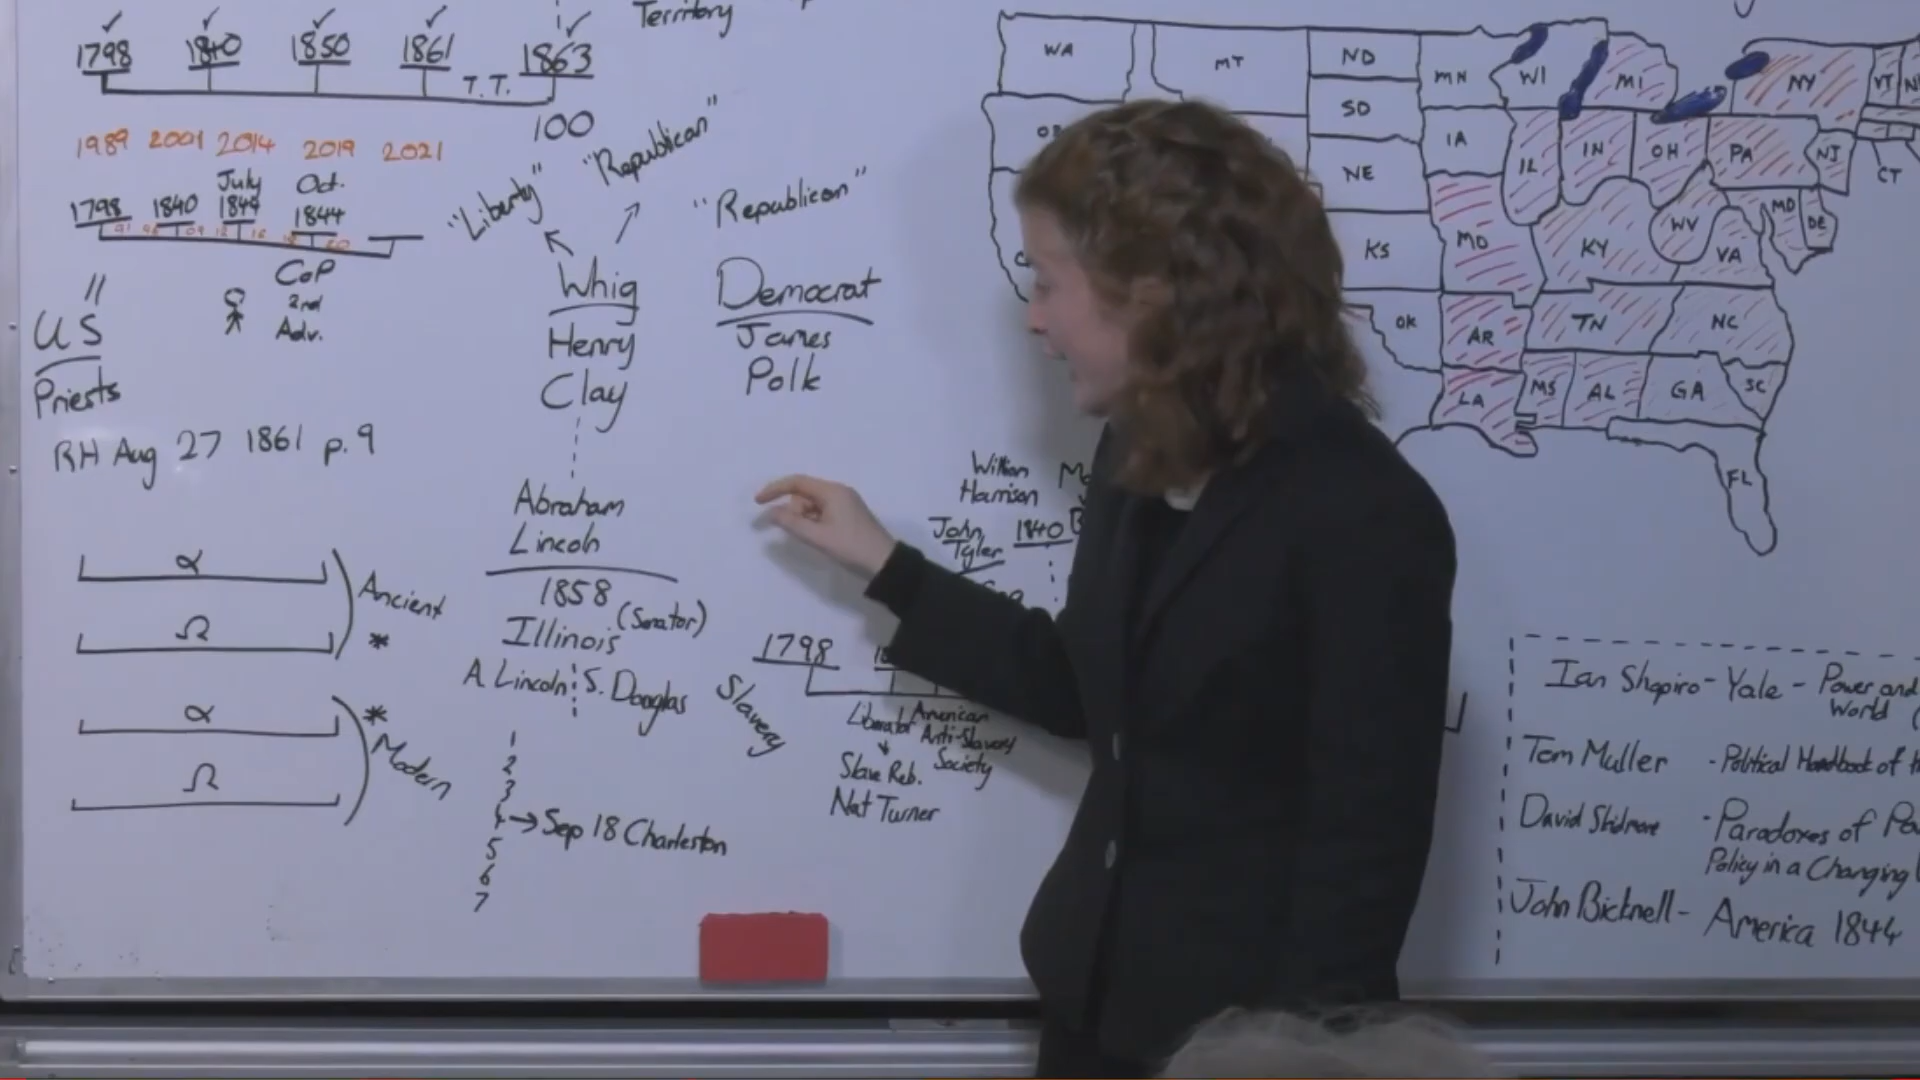 Territory
1798 1840 1850 1861 1863
T.T.
100
1989 2001 2014 2019 2021
July Oct.
1798 1840 1844 1844
CoP
2nd
Adv.
"
US
Priests
RH Aug 27 1861 p. 9
α
Ω
Ancient
*
α
Ω
*
Modern
"Liberty"
"Republican"
Whig
Henry
Clay
"Republican"
Democrat
James
Polk
Abraham
Lincoln
1858
(Senator)
Illinois
A. Lincoln S. Douglas
1
2
3
4 → Sep 18 Charleston
5
6
7
William
Harrison
John
Tyler
1840
1798
Slavery
Liberator
Slave Reb.
Nat Turner
American
Anti-Slavery
Society
WA
MT
ND
MN
WI
MI
NY
VT
SD
IA
IL
IN
OH
PA
NJ
CT
NE
MO
KY
WV
VA
MD
DE
KS
OK
AR
TN
NC
LA
MS
AL
GA
SC
FL
Ian Shapiro - Yale - Power and
World
Tom Muller - Political Handbook of
David Skidmore - Paradoxes of
Policy in a Changing
John Bicknell - America 1844